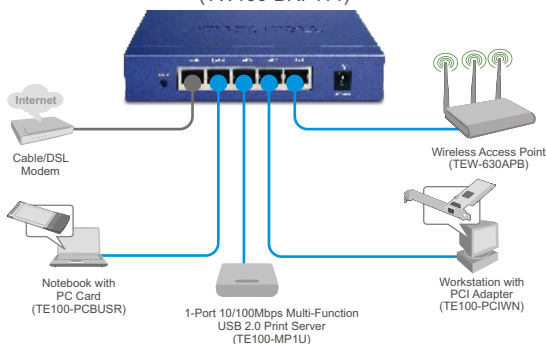 Internet
Cable/DSL
Modem
Wireless Access Point
(TEW-630APB)
Notebook with
PC Card
(TE100-PCBUSR)
1-Port 10/100Mbps Multi-Function
USB 2.0 Print Server
(TE100-MP1U)
Workstation with
PCI Adapter
(TE100-PCIWN)